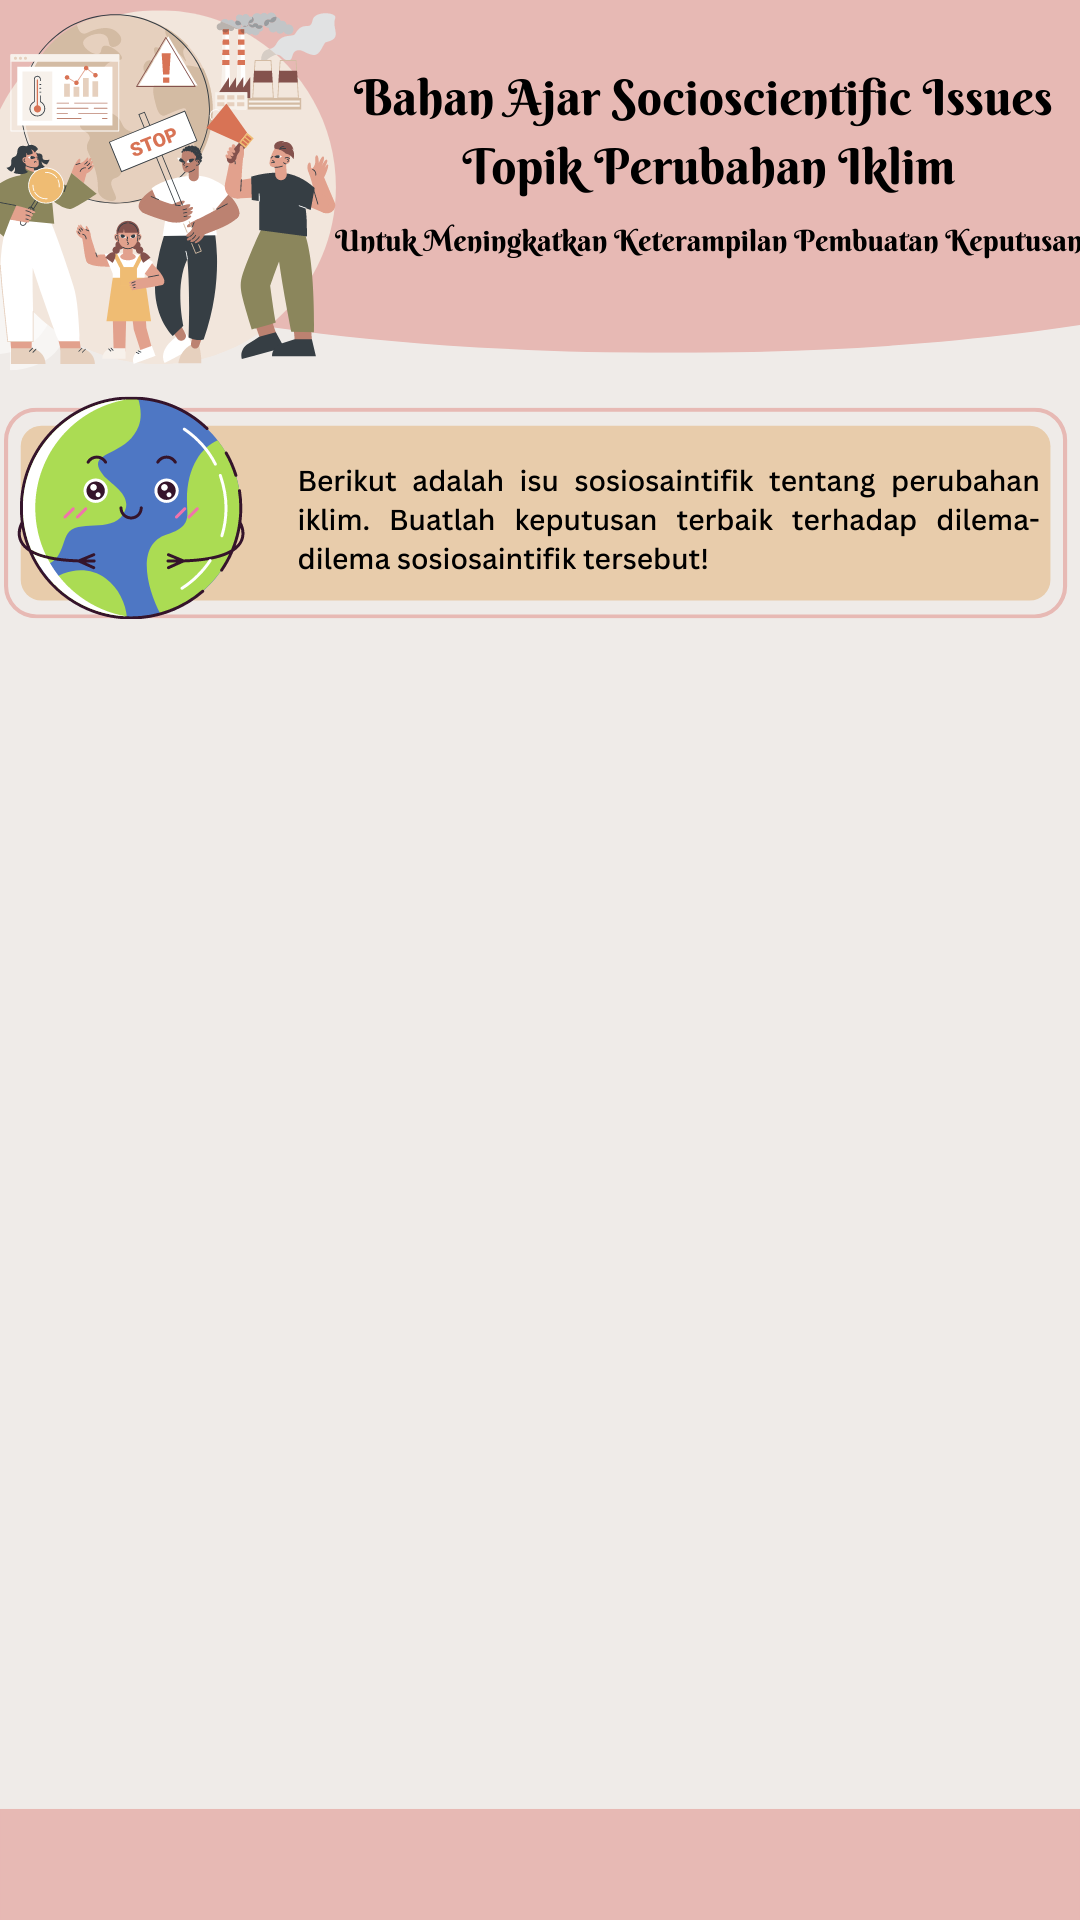 Bahan Ajar Socioscientific Issues
Topik Perubahan Iklim
Untuk Meningkatkan Keterampilan Pembuatan Keputusan
STOP
!
Berikut adalah isu sosiosaintifik tentang perubahan
iklim. Buatlah keputusan terbaik terhadap dilema-
dilema sosiosaintifik tersebut!